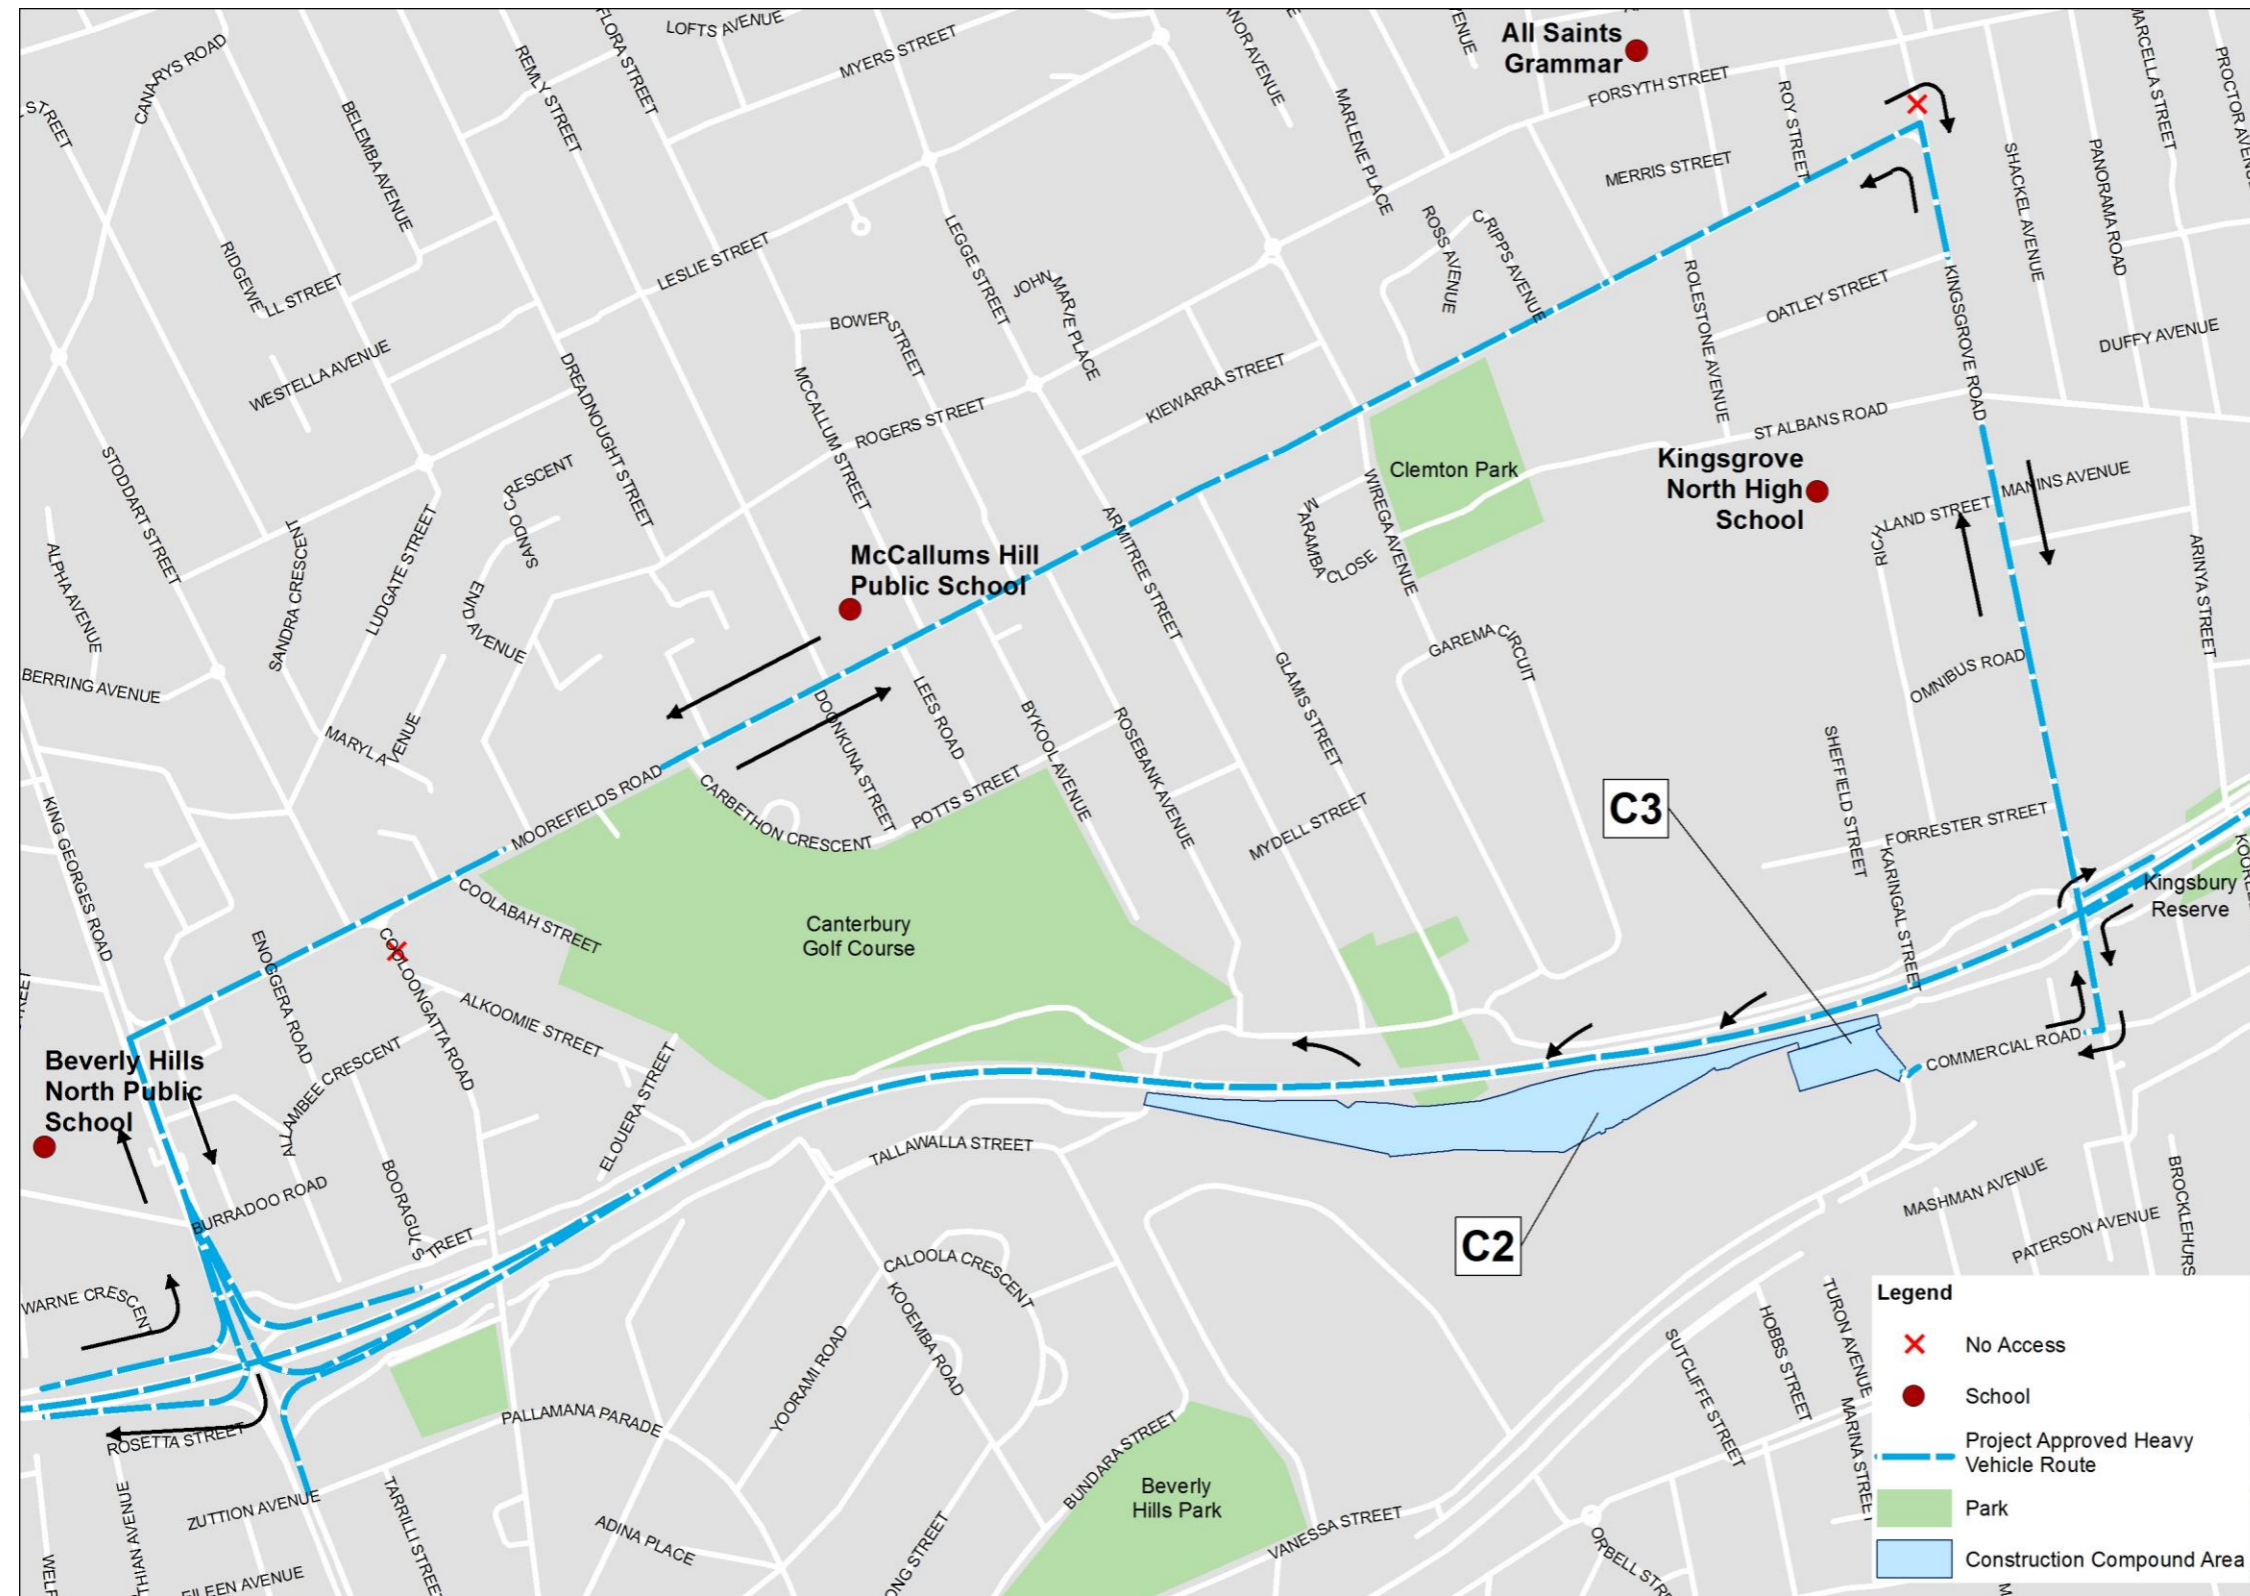 LOFTS AVENUE
CANARYS ROAD
FLORA STREET
REMLY STREET
MYERS STREET
All Saints
Grammar
FORSYTH STREET
ROY STREET
MARCELLA STREET
BELEMBA AVENUE
MARLENE PLACE
MERRIS STREET
SHACKEL AVENUE
PANORAMA ROAD
RIDGEWE
LL STREET
LESLIE STREET
LEGGE STREET
JOHN
MARIE PLACE
ROSS AVENUE
CRIPPS AVENUE
ROLESTONE AVENUE
OATLEY STREET
KINGSGROVE ROAD
DUFFY AVENUE
WESTELLA AVENUE
DREADNOUGHT STREET
BOWER
STREET
MCCALLUM STREET
ROGERS STREET
KIEWARRA STREET
ST ALBANS ROAD
Clemton Park
Kingsgrove
North High
School
STODDART STREET
SANDO CRESCENT
LUDGATE STREET
SANDRA CRESCENT
ENID AVENUE
ALPHA AVENUE
BERRING AVENUE
McCallums Hill
Public School
ARMITREE STREET
MARAMBA
CLOSE
WIREGA AVENUE
RICHLAND STREET
MANINS AVENUE
ARINYA STREET
GAREMA CIRCUIT
OMNIBUS ROAD
MARYL AVENUE
DOONKUNA STREET
LEES ROAD
BYKOOL AVENUE
ROSEBANK AVENUE
GLAMIS STREET
KING GEORGES ROAD
MOOREFIELDS ROAD
CARBETHON CRESCENT
POTTS STREET
MYDELL STREET
SHEFFIELD STREET
C3
FORRESTER STREET
KARINGAL STREET
Kingsbury
Reserve
COOLABAH STREET
Canterbury
Golf Course
ENOGGERA ROAD
COOLOONGATTA ROAD
ALKOOMIE STREET
ALLAMBEE CRESCENT
ELOUERA STREET
COMMERCIAL ROAD
Beverly Hills
North Public
School
TALLAWALLA STREET
BURRADOO ROAD
BOORAGUL STREET
C2
MASHMAN AVENUE
PATERSON AVENUE
WARNE CRESCENT
CALOOLA CRESCENT
KOOEMBA ROAD
YOORAMI ROAD
TURON AVENUE
HOBBS STREET
SUTCLIFFE STREET
MARINA STREET
ROSETTA STREET
PALLAMANA PARADE
BUNDARA STREET
Beverly
Hills Park
ZUTTION AVENUE
ADINA PLACE
VANESSA STREET
EILEEN AVENUE
Legend
No Access
School
Project Approved Heavy
Vehicle Route
Park
Construction Compound Area